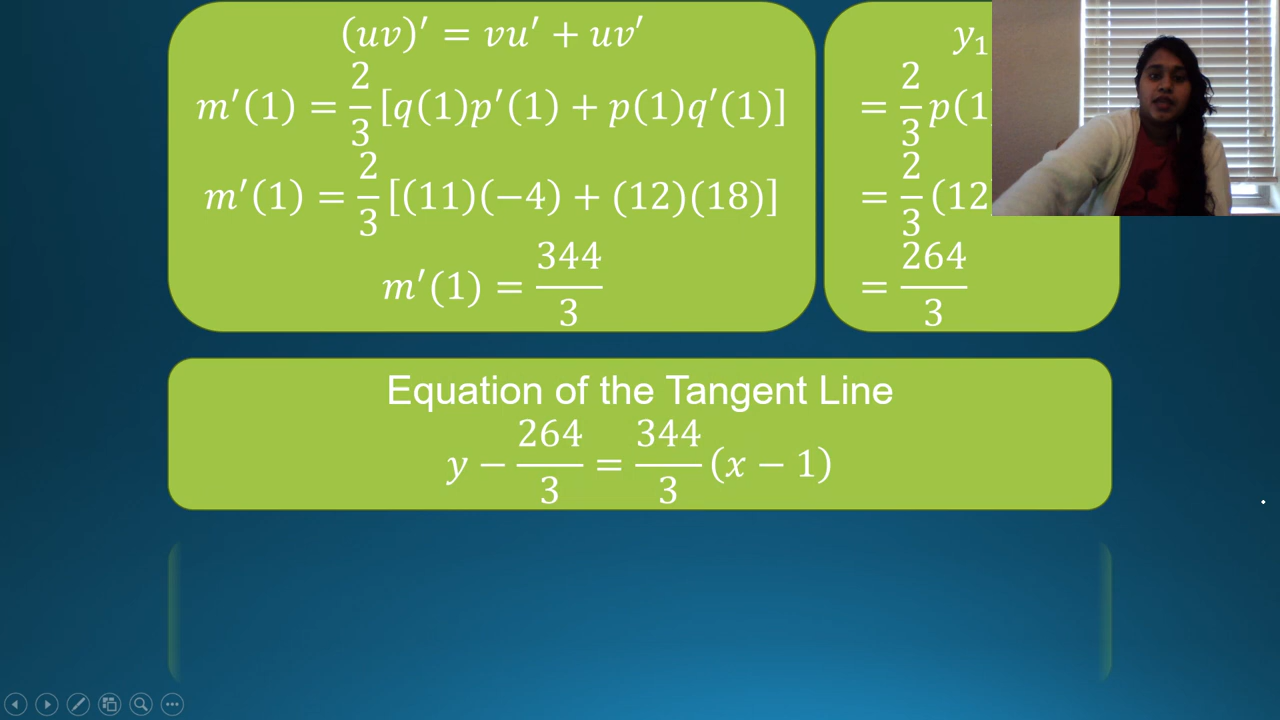 (uv)′ = vu′ + uv′
m′(1) = 2/3 [q(1)p′(1) + p(1)q′(1)]
m′(1) = 2/3 [(11)(−4) + (12)(18)]
m′(1) = 344/3
y₁
= 2/3 p(1
= 2/3 (12
= 264/3
Equation of the Tangent Line
y − 264/3 = 344/3 (x − 1)